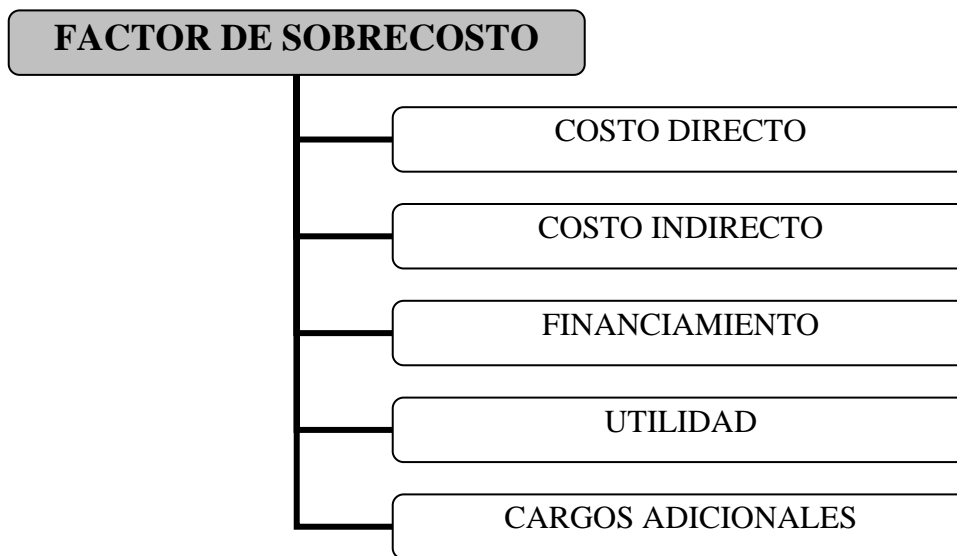 FACTOR DE SOBRECOSTO
COSTO DIRECTO
COSTO INDIRECTO
FINANCIAMIENTO
UTILIDAD
CARGOS ADICIONALES